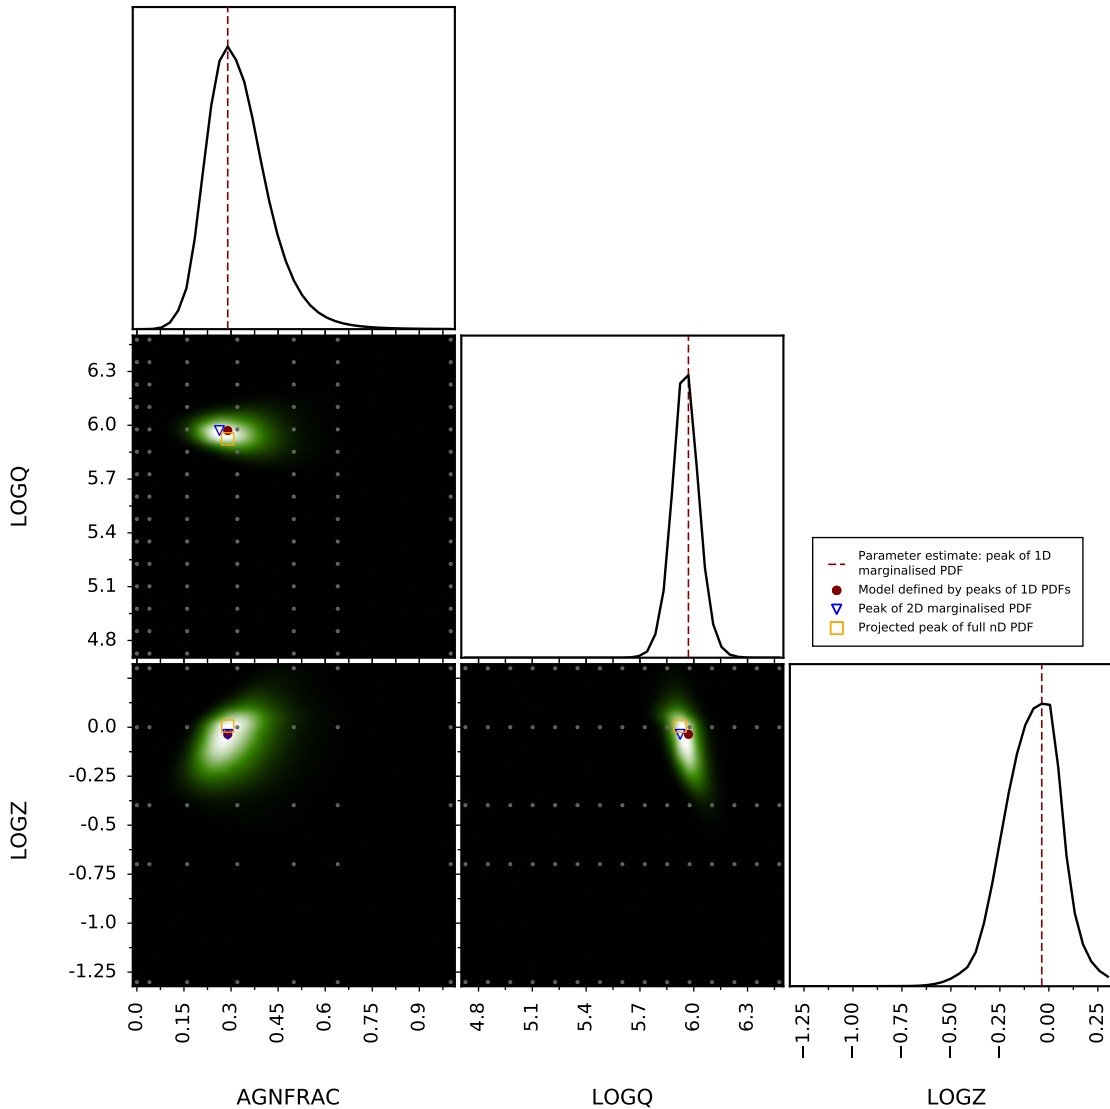 6.3
6.0
5.7
5.4
5.1
4.8
LOGQ
Parameter estimate: peak of 1D
marginalised PDF
Model defined by peaks of 1D PDFs
Peak of 2D marginalised PDF
Projected peak of full nD PDF
0.0
-0.25
-0.5
-0.75
-1.0
-1.25
LOGZ
0.0 0.15 0.3 0.45 0.6 0.75 0.9
4.8 5.1 5.4 5.7 6.0 6.3
−1.25 −1.00 −0.75 −0.50 −0.25 0.00 0.25
AGNFRAC LOGQ LOGZ